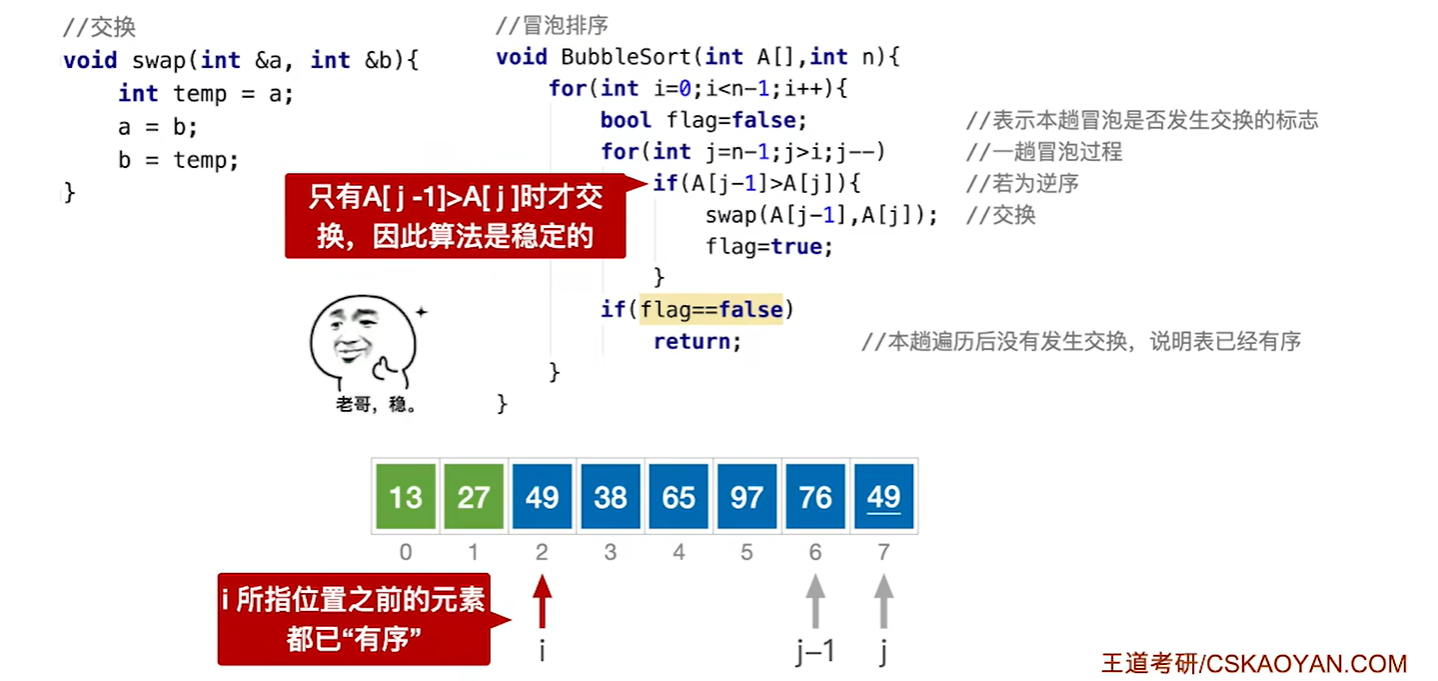 //交换
void swap(int &a, int &b){
    int temp = a;
    a = b;
    b = temp;
}
//冒泡排序
void BubbleSort(int A[],int n){
    for(int i=0;i<n-1;i++){
        bool flag=false;    //表示本趟冒泡是否发生交换的标志
        for(int j=n-1;j>i;j--)    //一趟冒泡过程
            if(A[j-1]>A[j]){    //若为逆序
                swap(A[j-1],A[j]);    //交换
                flag=true;
            }
        if(flag==false)
            return;    //本趟遍历后没有发生交换，说明表已经有序
    }
}
只有A[ j -1]>A[ j ]时才交
换，因此算法是稳定的
老哥，稳。
13 27 49 38 65 97 76 49
0 1 2 3 4 5 6 7
i 所指位置之前的元素
都已“有序”
i j–1 j
王道考研/CSKAOYAN.COM